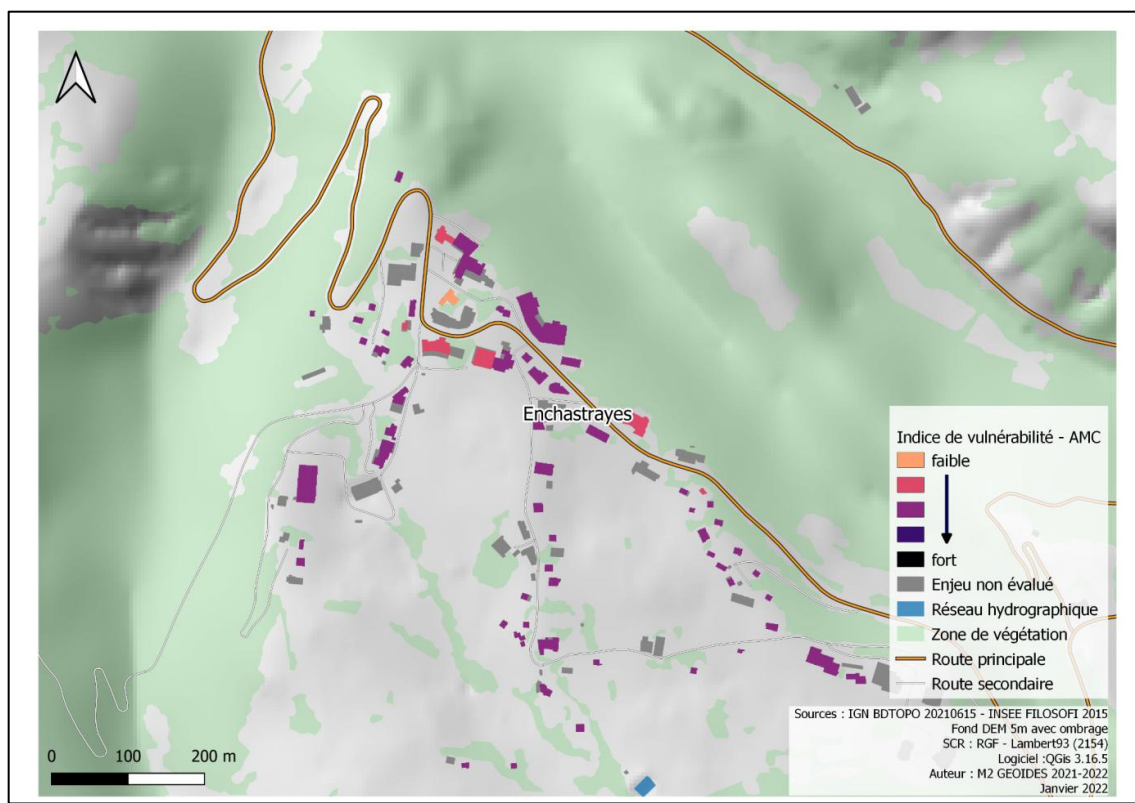 Enchastrayes
Indice de vulnérabilité - AMC
faible
fort
Enjeu non évalué
Réseau hydrographique
Zone de végétation
Route principale
Route secondaire
Sources : IGN BDTOPO 20210615 - INSEE FILOSOFI 2015
Fond DEM 5m avec ombrage
SCR : RGF - Lambert93 (2154)
Logiciel :QGis 3.16.5
Auteur : M2 GEOIDES 2021-2022
Janvier 2022
0 100 200 m